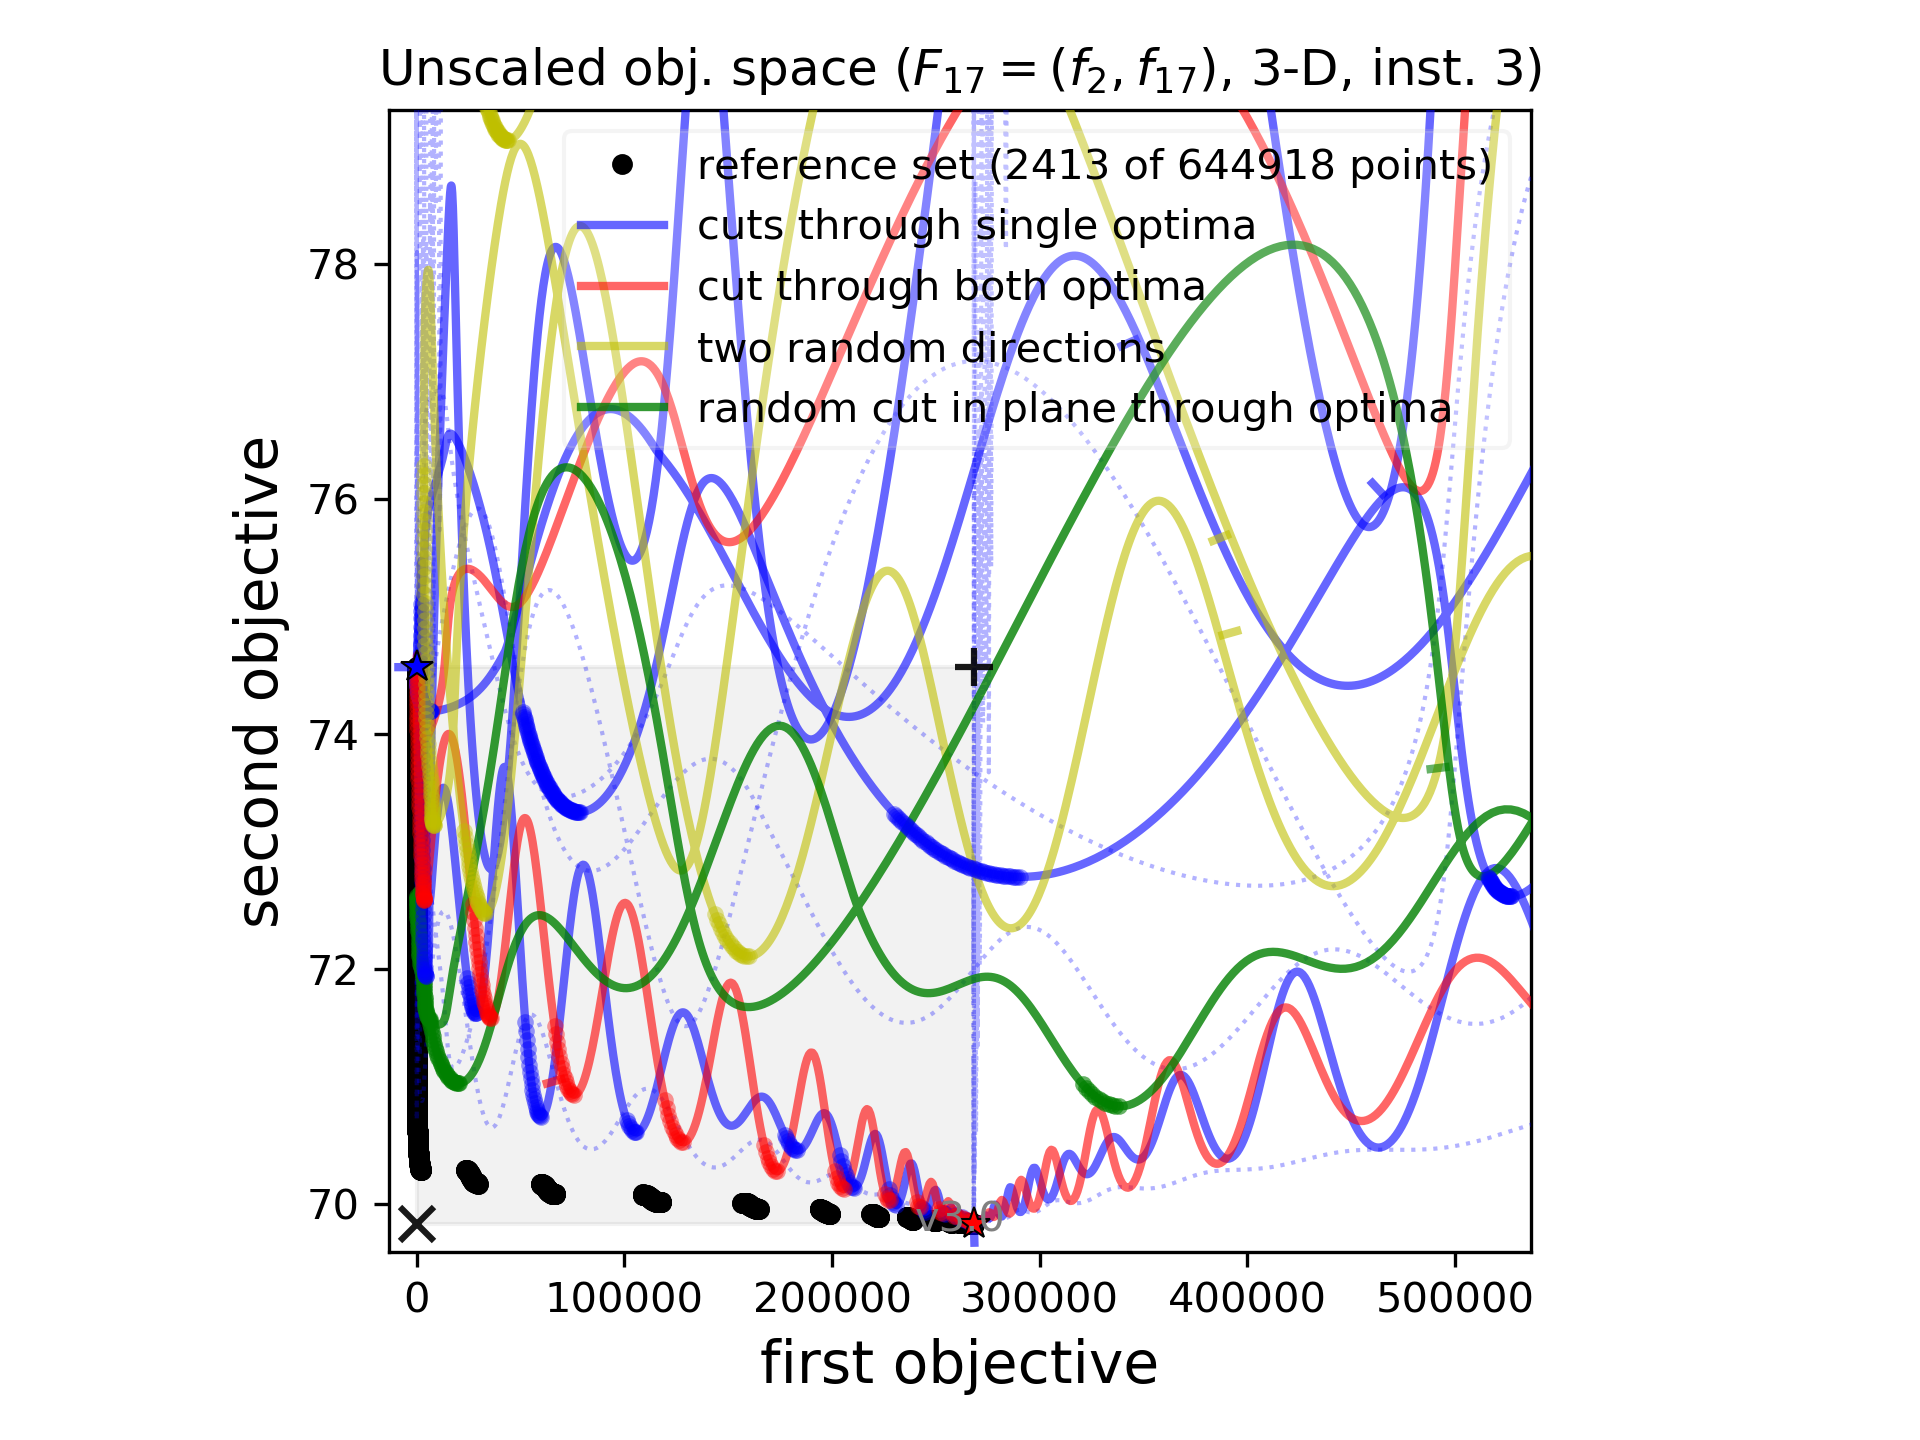 Unscaled obj. space (F₁₇ = (f₂, f₁₇), 3-D, inst. 3)
reference set (2413 of 644918 points)
cuts through single optima
cut through both optima
two random directions
random cut in plane through optima
second objective
78
76
74
72
70
V3.0
0 100000 200000 300000 400000 500000
first objective